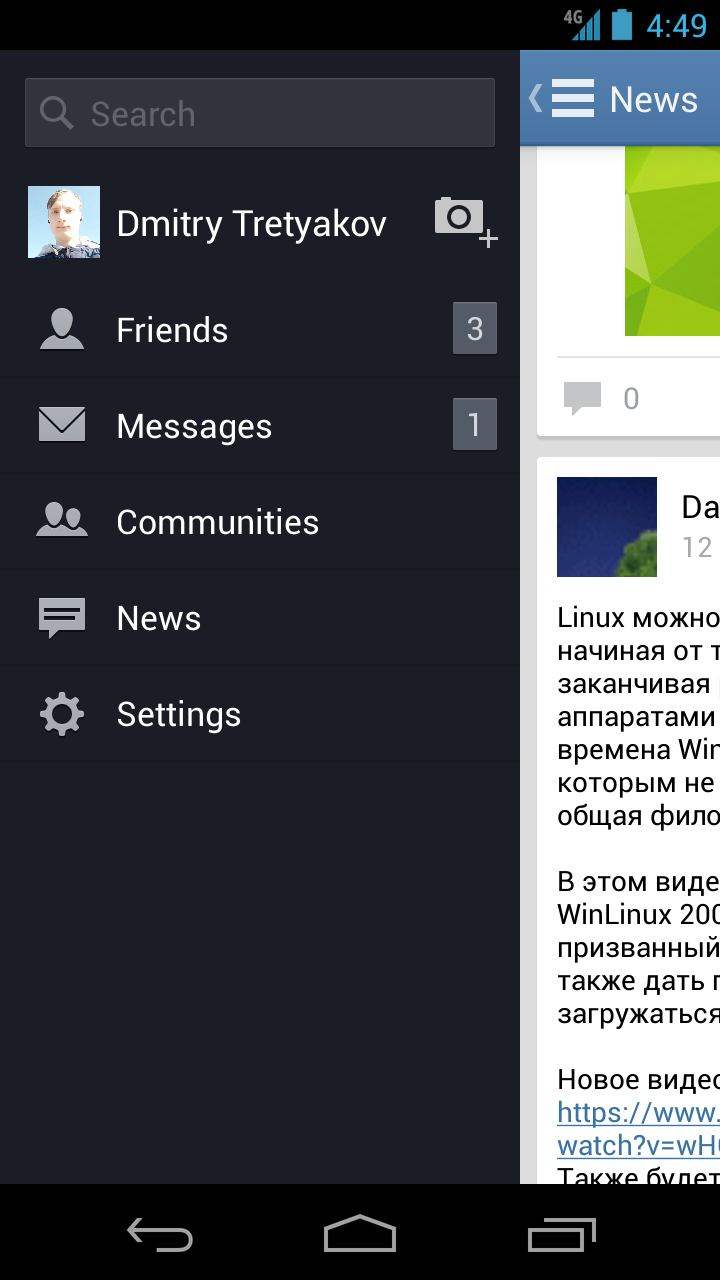 4G 4:49
Search
News
Dmitry Tretyakov
Friends 3
Messages 1
Communities
News
Settings
0
Da
12
Linux можно
начиная от
заканчивая
аппаратами
времена Win
которым не
общая фило
В этом виде
WinLinux 200
призванный
также дать
загружаться
Новое видео
https://www.
watch?v=wH
Также будет